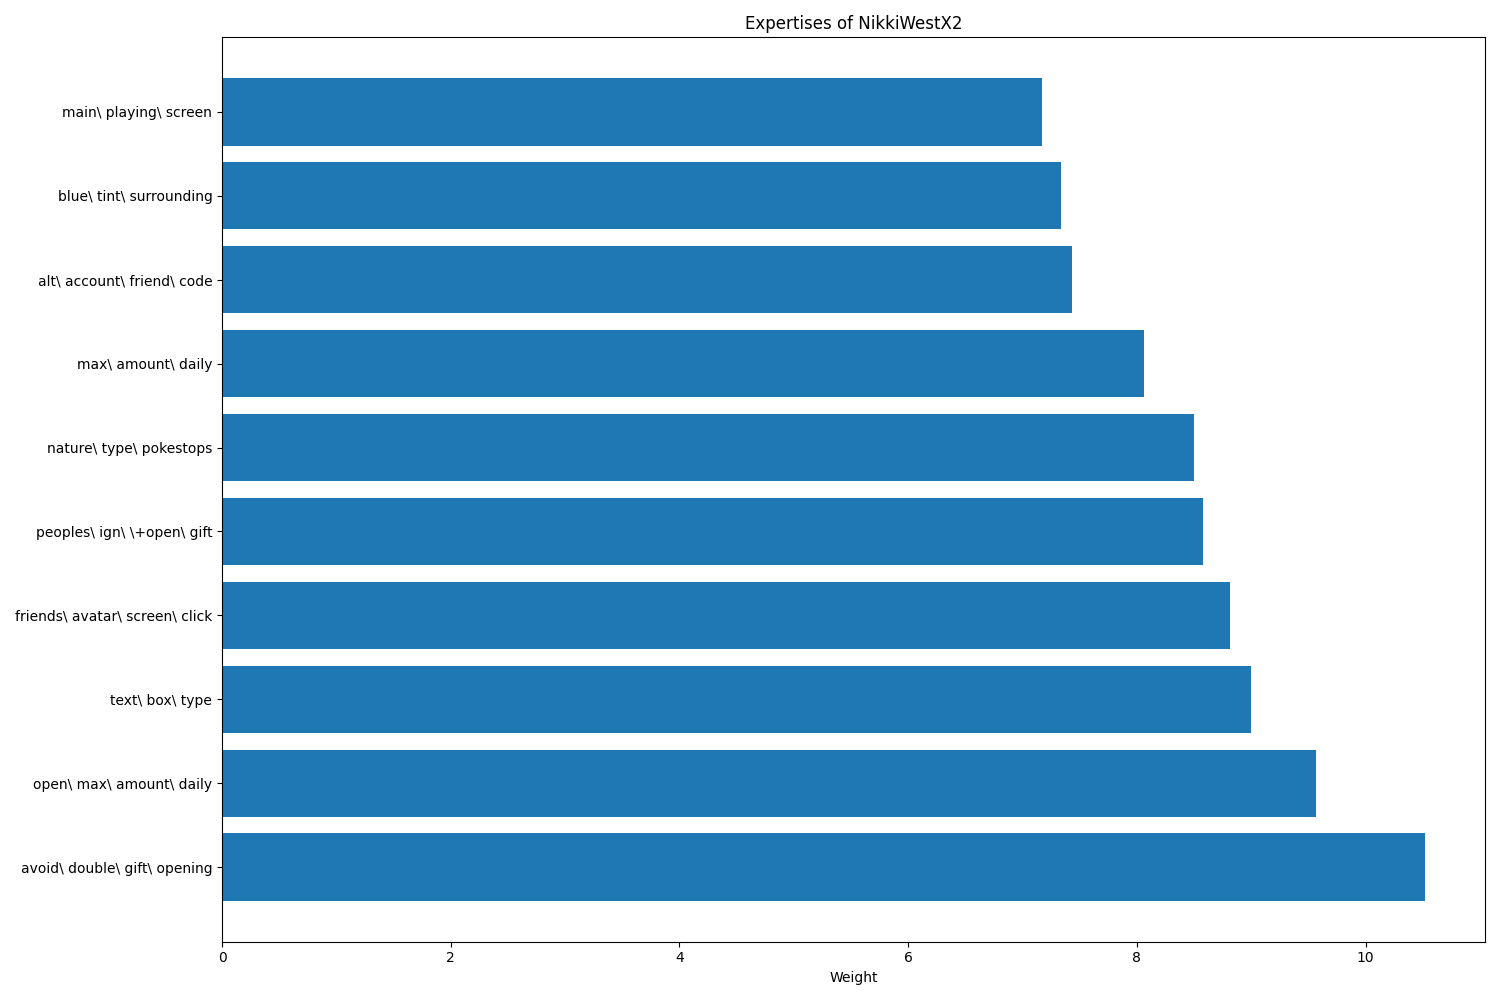 Expertises of NikkiWestX2
main\ playing\ screen
blue\ tint\ surrounding
alt\ account\ friend\ code
max\ amount\ daily
nature\ type\ pokestops
peoples\ ign\ \+open\ gift
friends\ avatar\ screen\ click
text\ box\ type
open\ max\ amount\ daily
avoid\ double\ gift\ opening
0 2 4 6 8 10
Weight